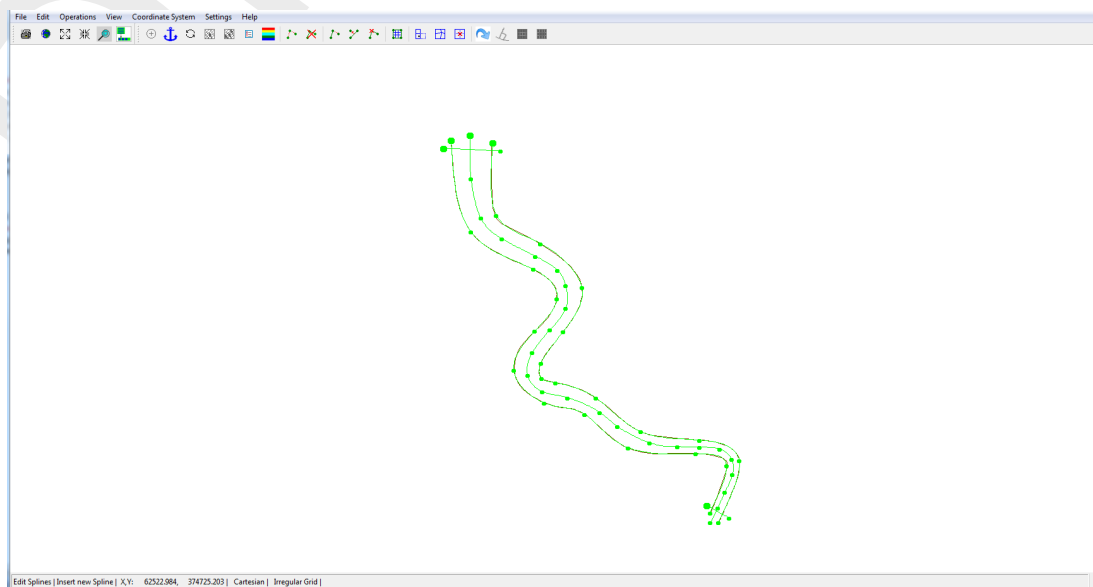 File Edit Operations View Coordinate System Settings Help
Edit Splines | Insert new Spline | X,Y: 62522.984, 374725.203 | Cartesian | Irregular Grid |